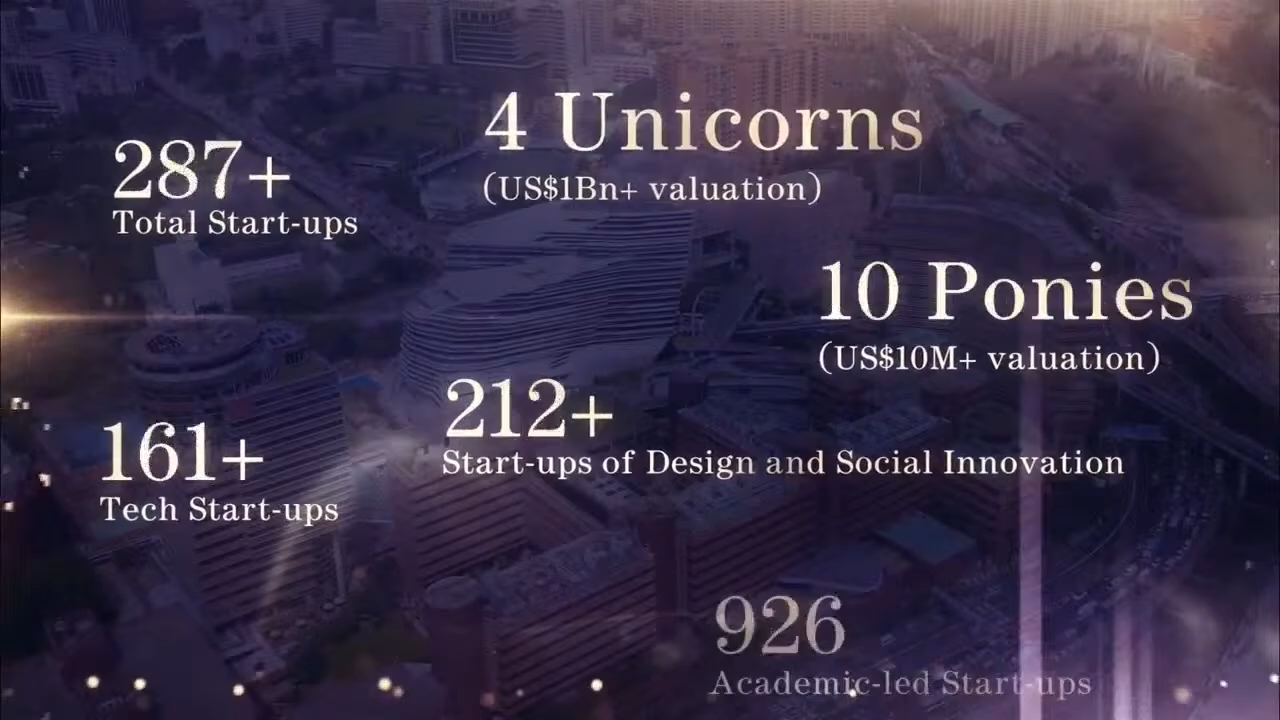 4 Unicorns
(US$1Bn+ valuation)
287+
Total Start-ups
10 Ponies
(US$10M+ valuation)
212+
Start-ups of Design and Social Innovation
161+
Tech Start-ups
926
Academic-led Start-ups